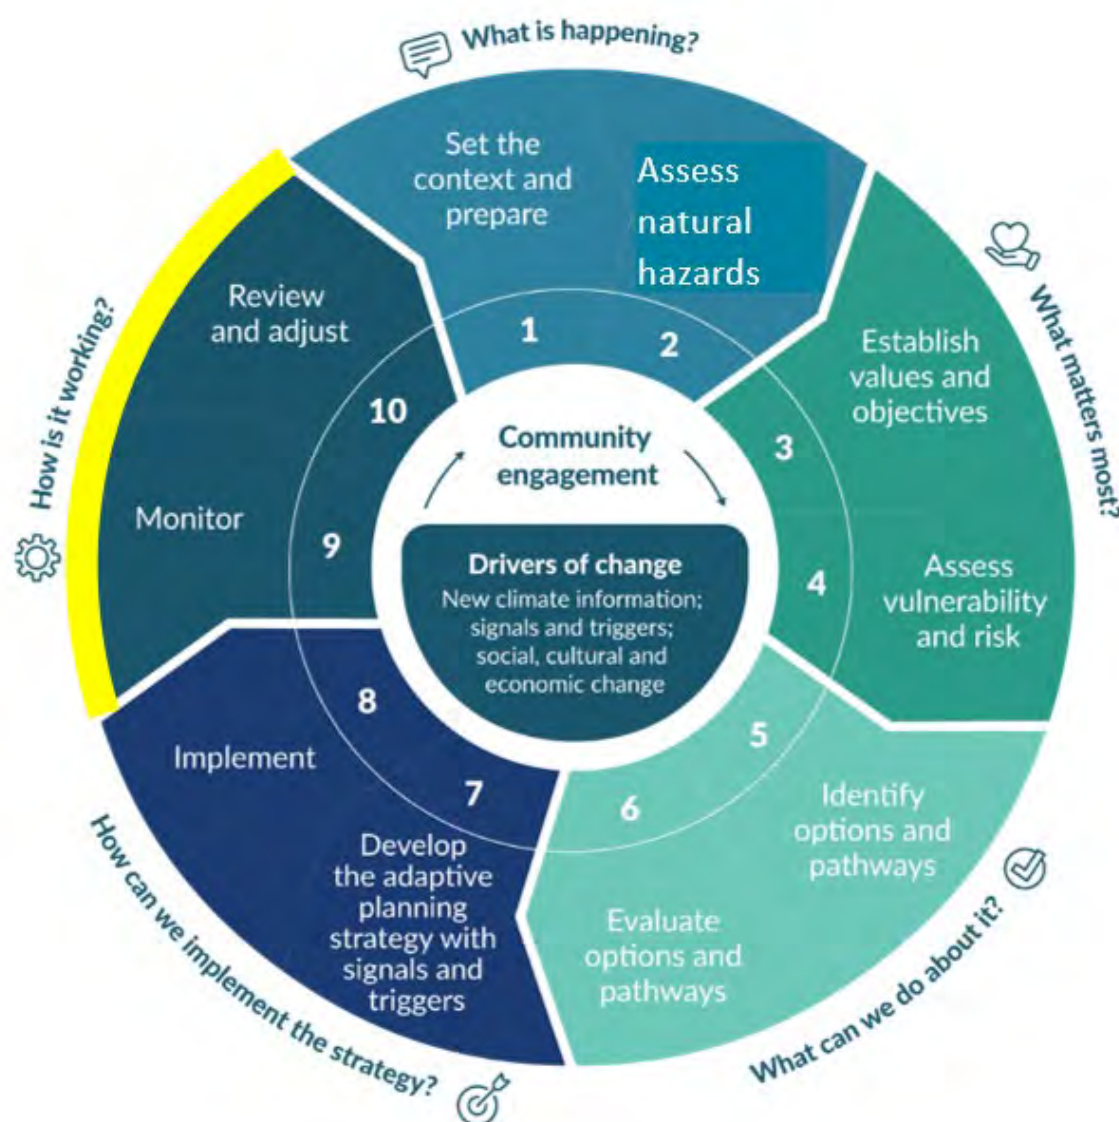 What is happening?
Set the
context and
prepare
1
Assess
natural
hazards
2
What matters most?
Establish
values and
objectives
3
Assess
vulnerability
and risk
4
What can we do about it?
Identify
options and
pathways
5
Evaluate
options and
pathways
6
How can we implement the strategy?
Develop
the adaptive
planning
strategy with
signals and
triggers
7
Implement
8
How is it working?
Monitor
9
Review
and adjust
10
Community
engagement
Drivers of change
New climate information;
signals and triggers;
social, cultural and
economic change